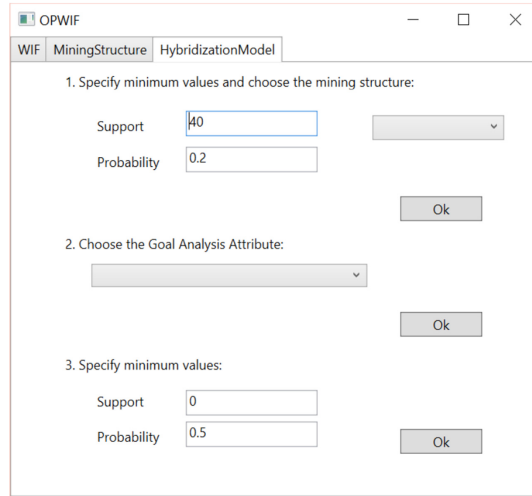 OPWIF
WIF MiningStructure HybridizationModel
1. Specify minimum values and choose the mining structure:
Support 40
Probability 0.2
Ok
2. Choose the Goal Analysis Attribute:
Ok
3. Specify minimum values:
Support 0
Probability 0.5
Ok